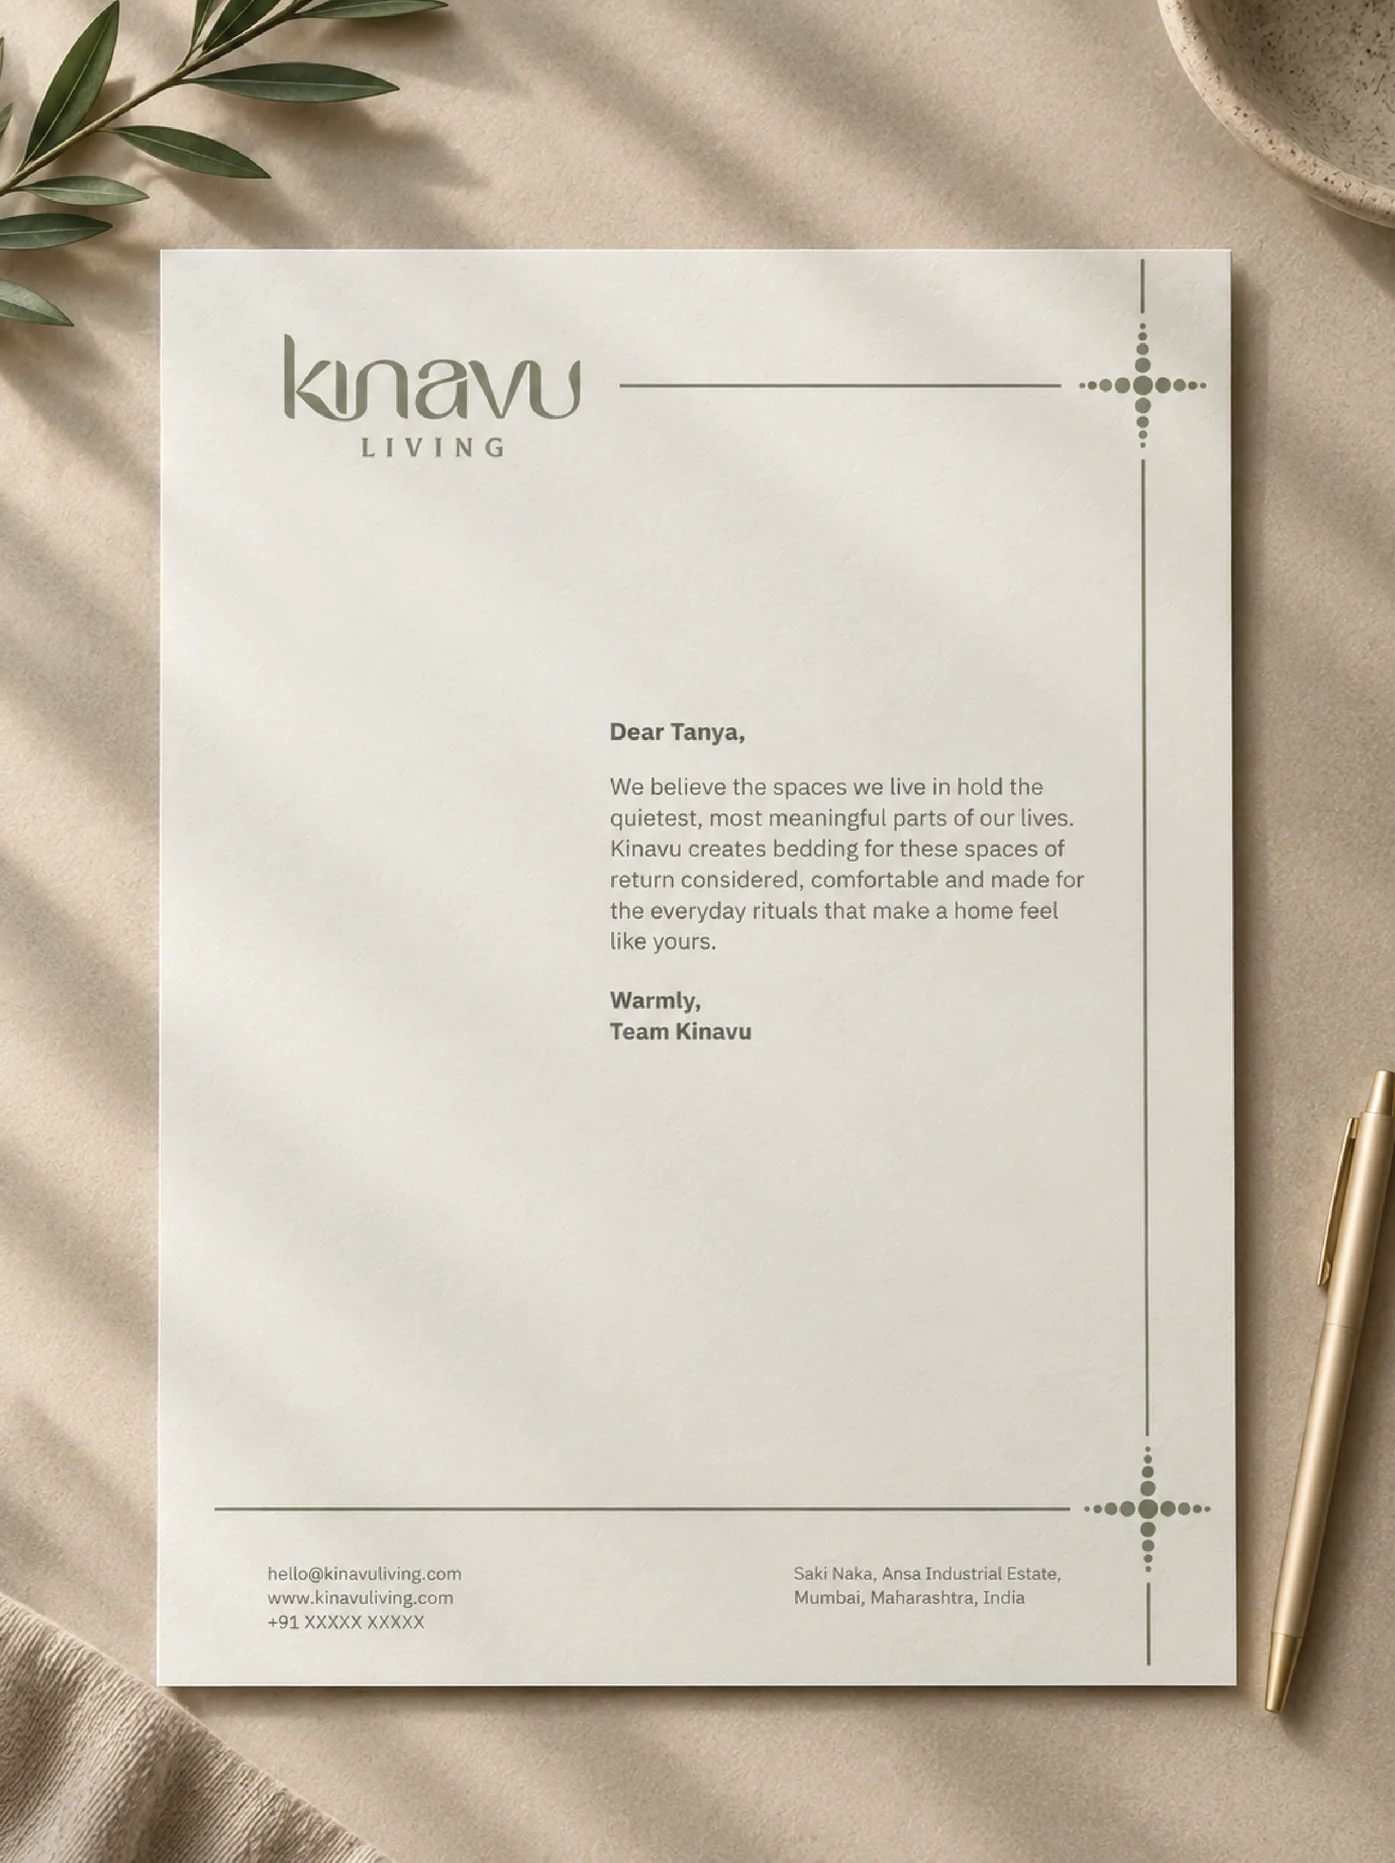 kinavu
LIVING
Dear Tanya,
We believe the spaces we live in hold the
quietest, most meaningful parts of our lives.
Kinavu creates bedding for these spaces of
return considered, comfortable and made for
the everyday rituals that make a home feel
like yours.
Warmly,
Team Kinavu
hello@kinavuliving.com
www.kinavuliving.com
+91 XXXXX XXXXX
Saki Naka, Ansa Industrial Estate,
Mumbai, Maharashtra, India